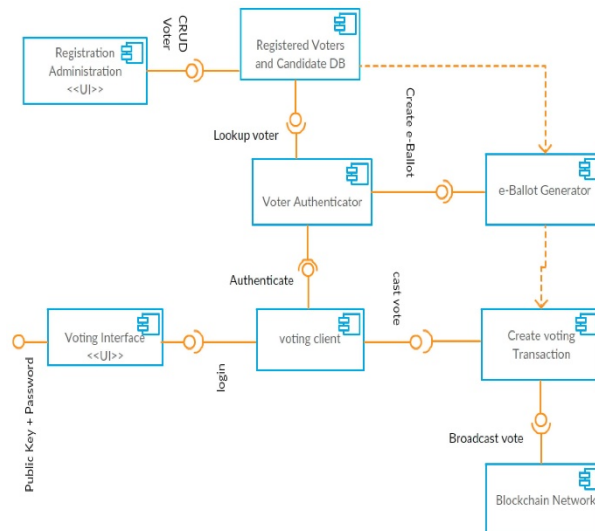 CRUD
Voter
Registration
Administration
<<UI>>
Registered Voters
and Candidate DB
Lookup voter
Create e-Ballot
Voter Authenticator
e-Ballot Generator
Authenticate
cast vote
Voting Interface
<<UI>>
voting client
Create voting
Transaction
login
Public Key + Password
Broadcast vote
Blockchain Network